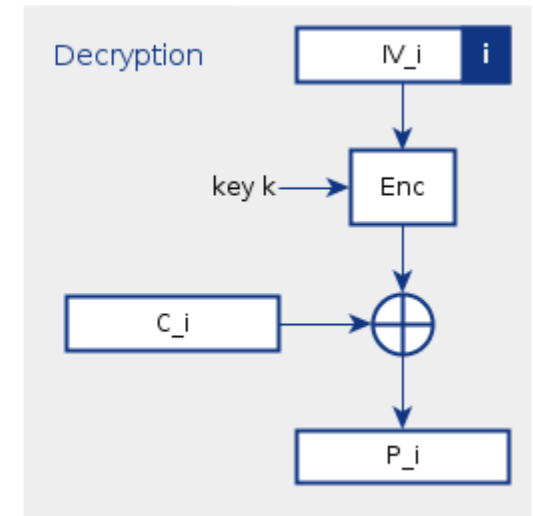 Decryption
IV_i
i
key k
Enc
C_i
P_i